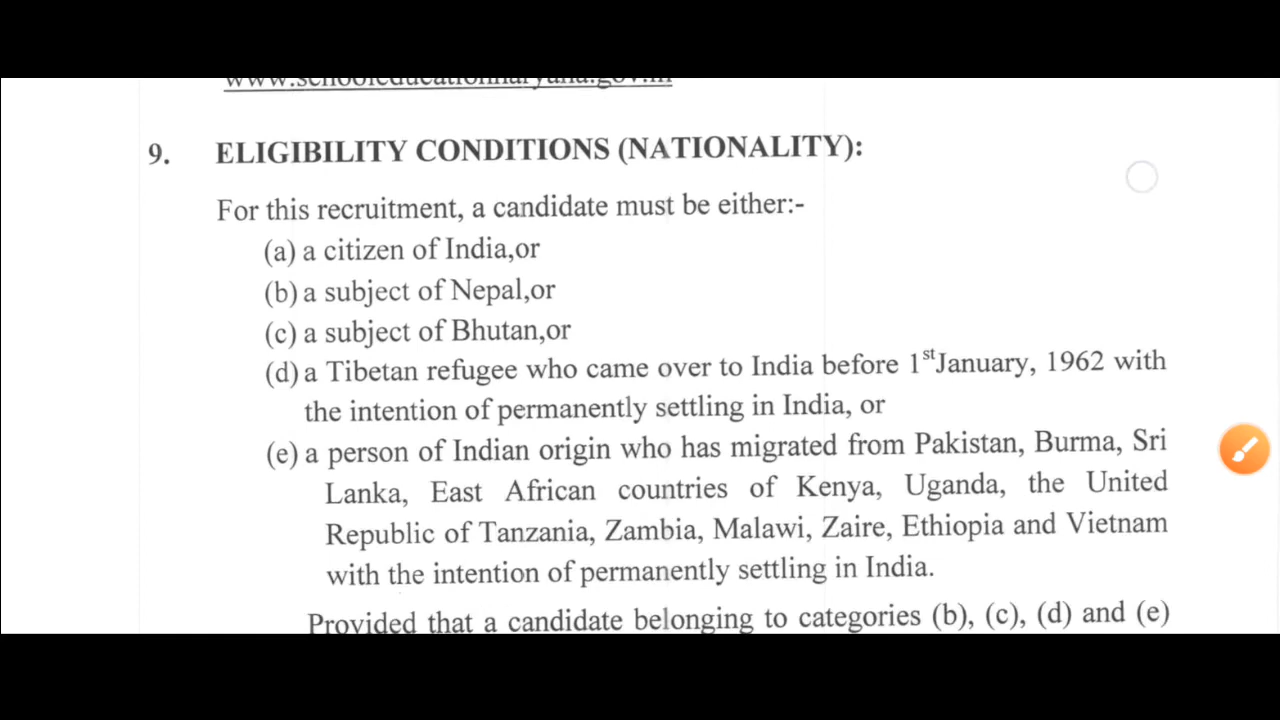 www.schooleducationharyana.gov.in
9. ELIGIBILITY CONDITIONS (NATIONALITY):
For this recruitment, a candidate must be either:-
(a) a citizen of India,or
(b) a subject of Nepal,or
(c) a subject of Bhutan,or
(d) a Tibetan refugee who came over to India before 1st January, 1962 with
the intention of permanently settling in India, or
(e) a person of Indian origin who has migrated from Pakistan, Burma, Sri
Lanka, East African countries of Kenya, Uganda, the United
Republic of Tanzania, Zambia, Malawi, Zaire, Ethiopia and Vietnam
with the intention of permanently settling in India.
Provided that a candidate belonging to categories (b), (c), (d) and (e)